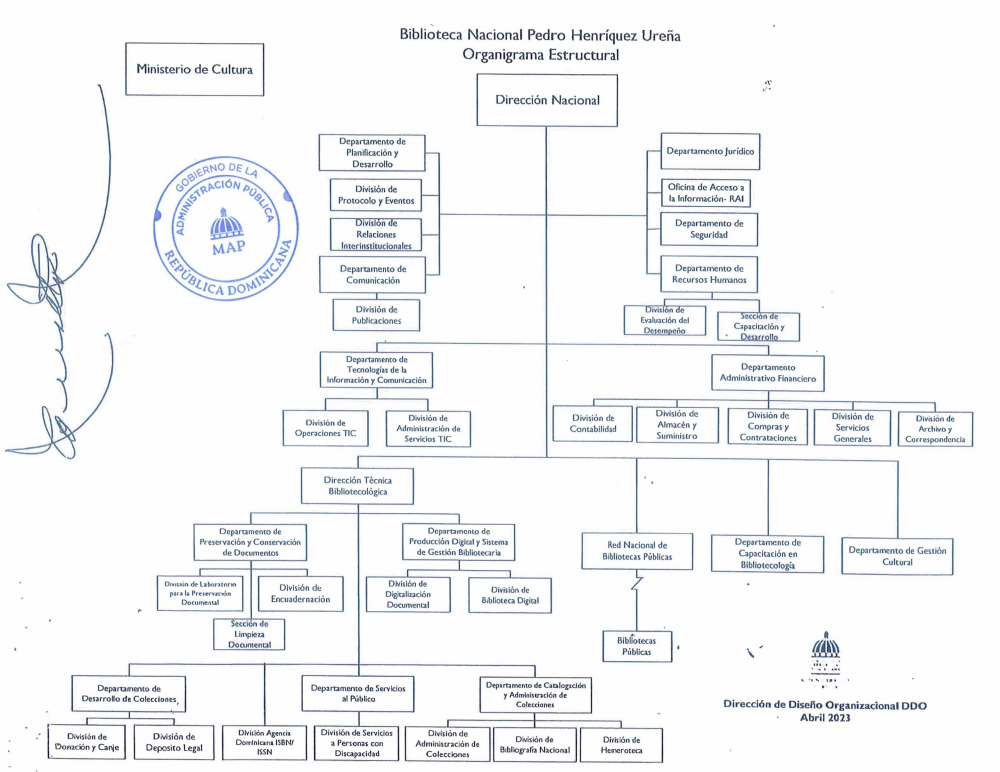 Biblioteca Nacional Pedro Henríquez Ureña
Organigrama Estructural
Ministerio de Cultura
Dirección Nacional
GOBIERNO DE LA
ADMINISTRACIÓN PÚBLICA
MAP
REPÚBLICA DOMINICANA
Departamento de
Planificación y
Desarrollo
División de
Protocolo y Eventos
División de
Relaciones
Interinstitucionales
Departamento de
Comunicación
División de
Publicaciones
Departamento Jurídico
Oficina de Acceso a
la Información- RAI
Departamento de
Seguridad
Departamento de
Recursos Humanos
División de
Evaluación del
Desempeño
Sección de
Capacitación y
Desarrollo
Departamento de
Tecnologías de la
Información y Comunicación
División de
Operaciones TIC
División de
Administración de
Servicios TIC
Departamento
Administrativo Financiero
División de
Contabilidad
División de
Almacén y
Suministro
División de
Compras y
Contrataciones
División de
Servicios
Generales
División de
Archivo y
Correspondencia
Dirección Técnica
Bibliotecológica
Departamento de
Preservación y Conservación
de Documentos
División de Laboratorio
para la Preservación
Documental
División de
Encuadernación
Sección de
Limpieza
Documental
Departamento de
Producción Digital y Sistema
de Gestión Bibliotecaria
División de
Digitalización
Documental
División de
Biblioteca Digital
Red Nacional de
Bibliotecas Públicas
Bibliotecas
Públicas
Departamento de
Capacitación en
Bibliotecología
Departamento de Gestión
Cultural
Departamento de
Desarrollo de Colecciones
División de
Donación y Canje
División de
Deposito Legal
División Agencia
Dominicana ISBN/
ISSN
Departamento de Servicios
al Público
División de Servicios
a Personas con
Discapacidad
Departamento de Catalogación
y Administración de
Colecciones
División de
Administración de
Colecciones
División de
Bibliografía Nacional
División de
Hemeroteca
Dirección de Diseño Organizacional DDO
Abril 2023